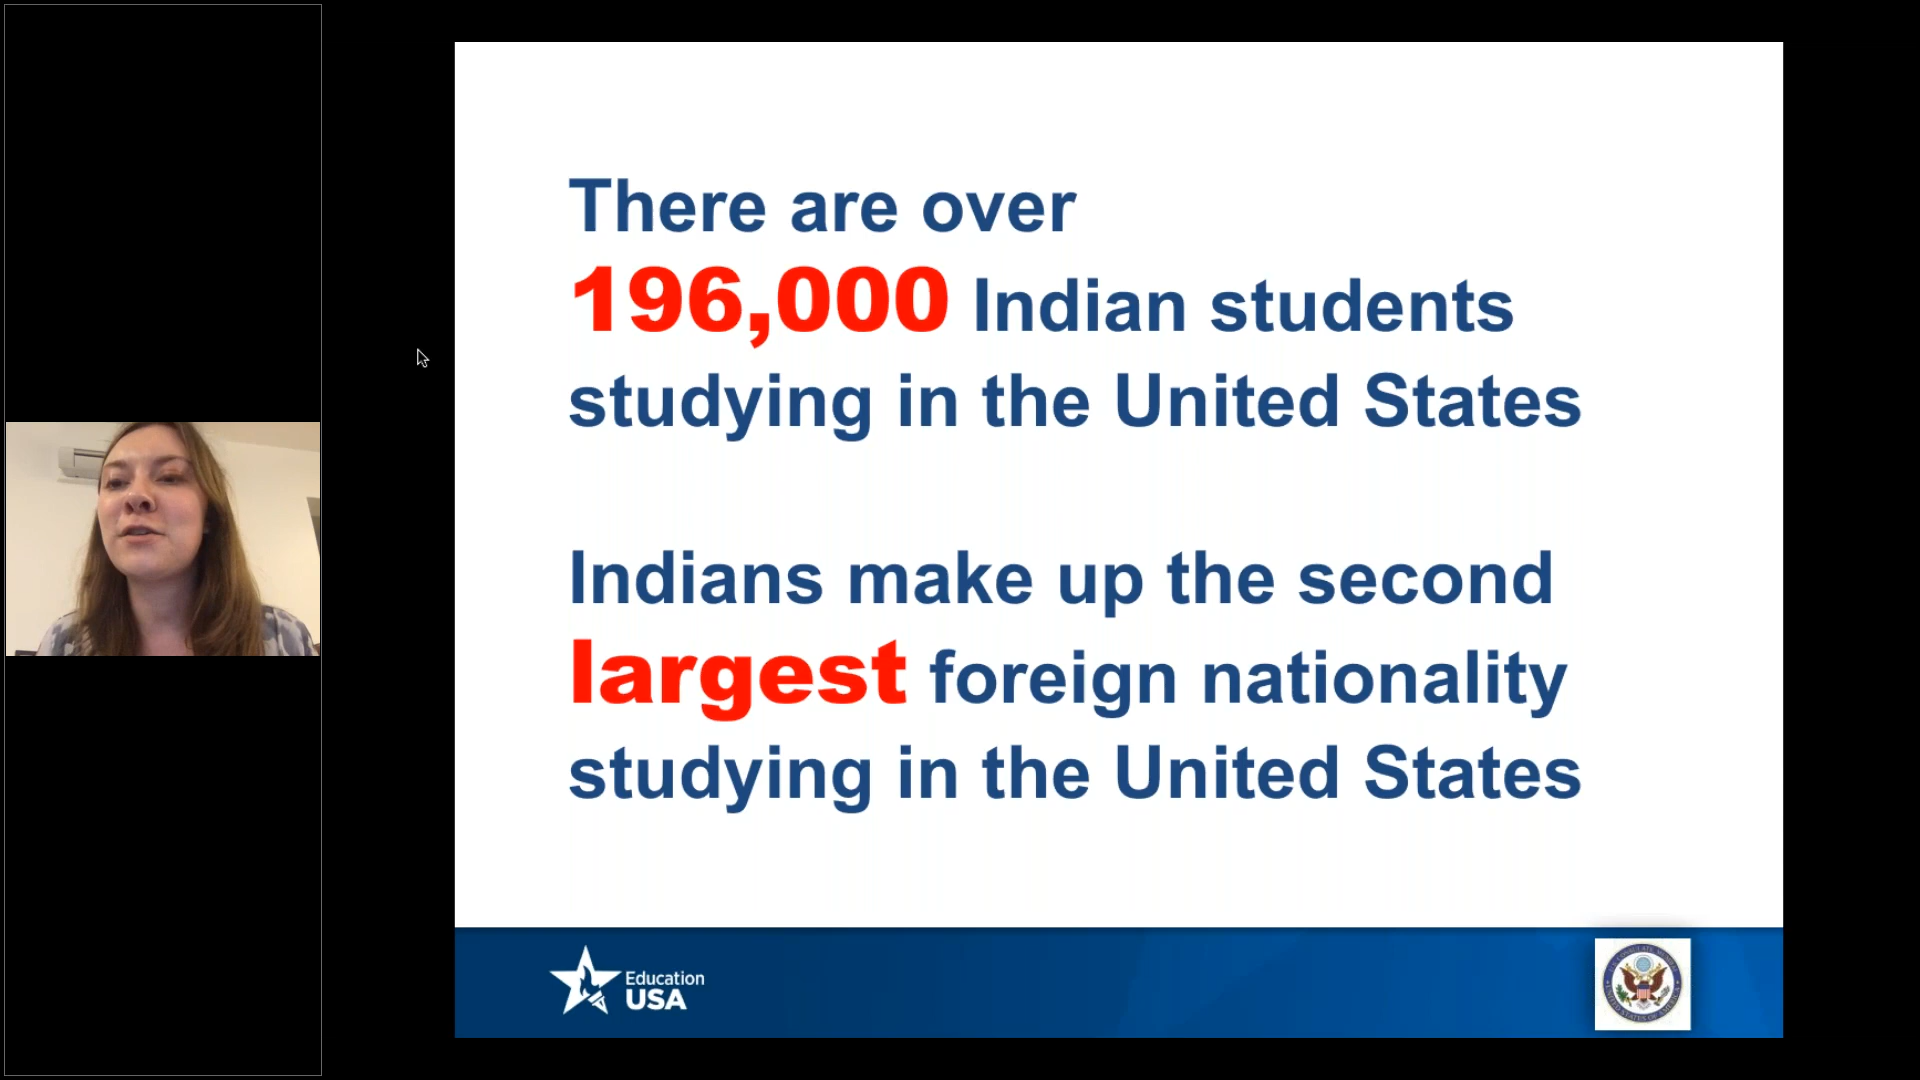 There are over
196,000 Indian students
studying in the United States
Indians make up the second
largest foreign nationality
studying in the United States
Education
USA